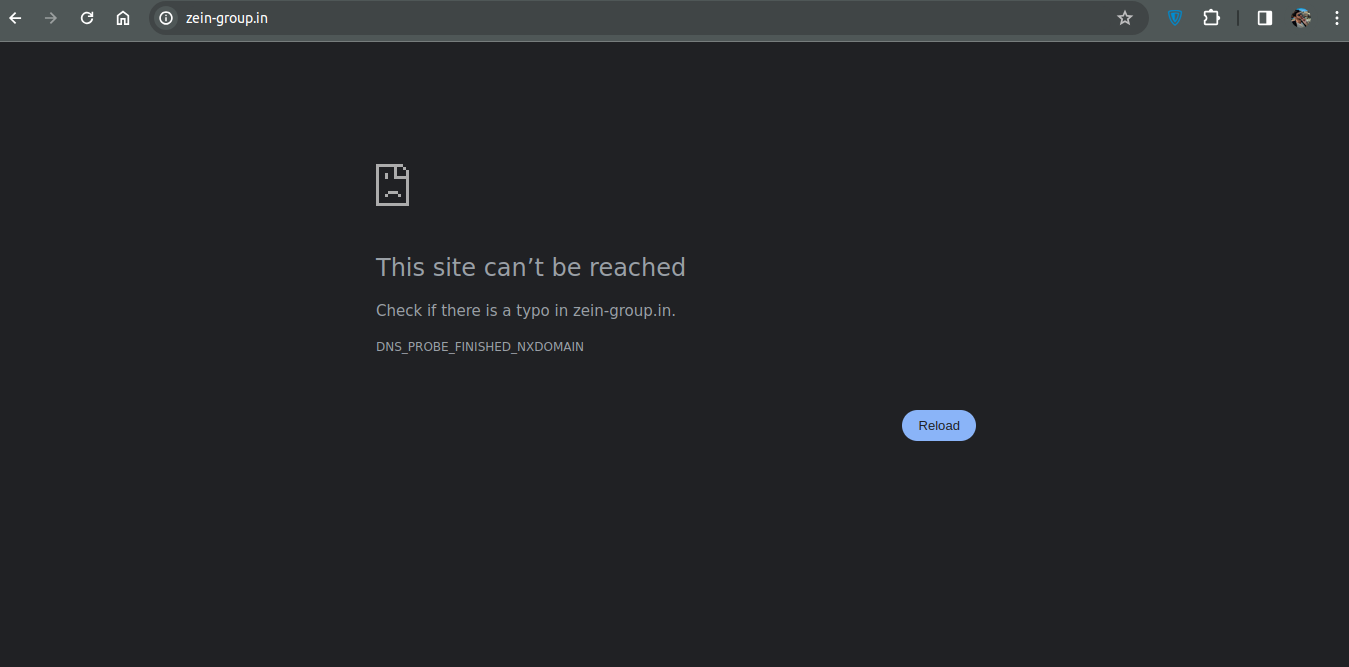 zein-group.in
This site can’t be reached
Check if there is a typo in zein-group.in.
DNS_PROBE_FINISHED_NXDOMAIN
Reload